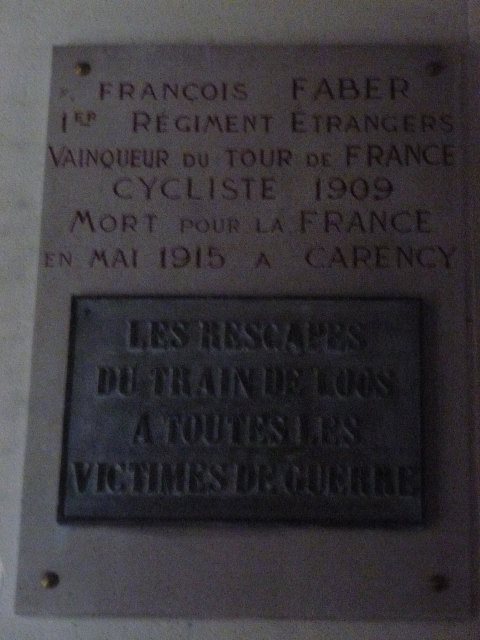 FRANÇOIS FABER
1ER RÉGIMENT ETRANGERS
VAINQUEUR DU TOUR DE FRANCE
CYCLISTE 1909
MORT POUR LA FRANCE
EN MAI 1915 A CARENCY
LES RESCAPES
DU TRAIN DE LOOS
A TOUTES LES
VICTIMES DE GUERRE